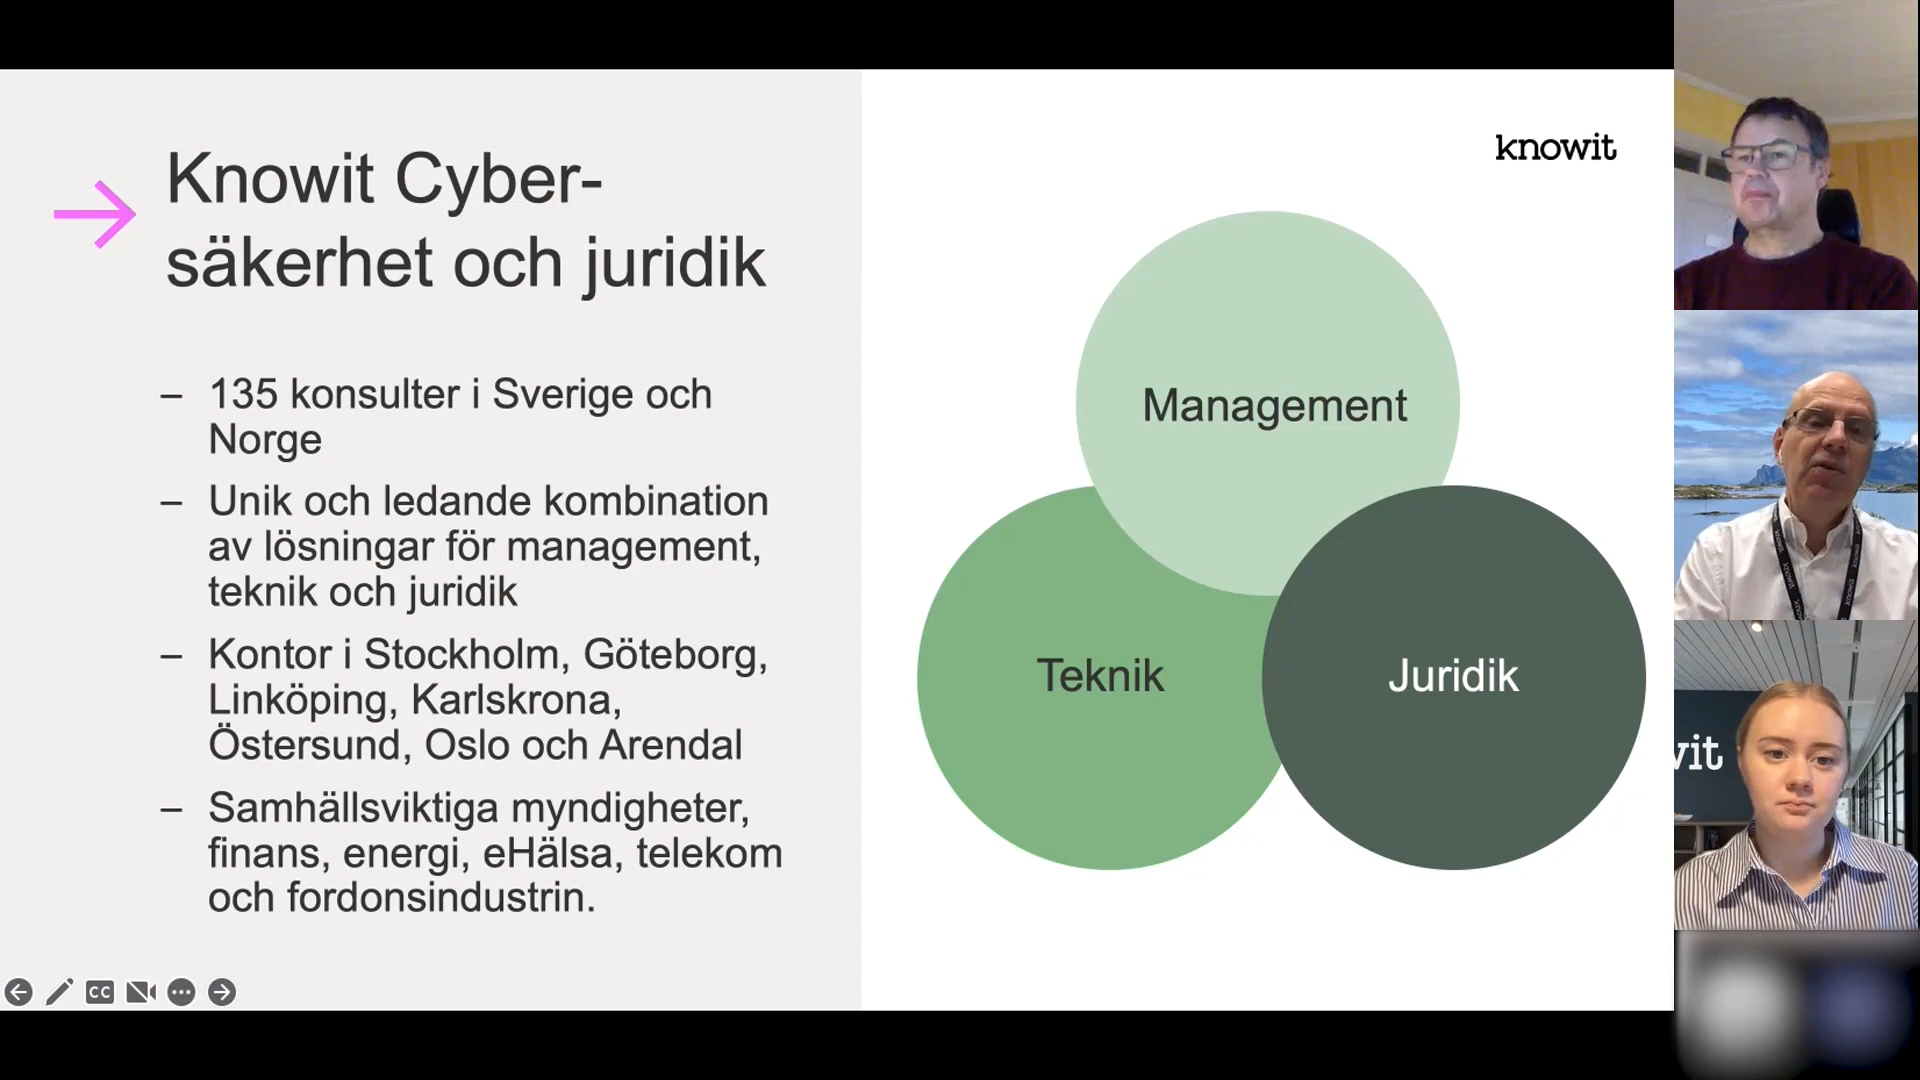 Knowit Cyber-
säkerhet och juridik
– 135 konsulter i Sverige och
Norge
– Unik och ledande kombination
av lösningar för management,
teknik och juridik
– Kontor i Stockholm, Göteborg,
Linköping, Karlskrona,
Östersund, Oslo och Arendal
– Samhällsviktiga myndigheter,
finans, energi, eHälsa, telekom
och fordonsindustrin.
knowit
Management
Teknik
Juridik
CC
wit